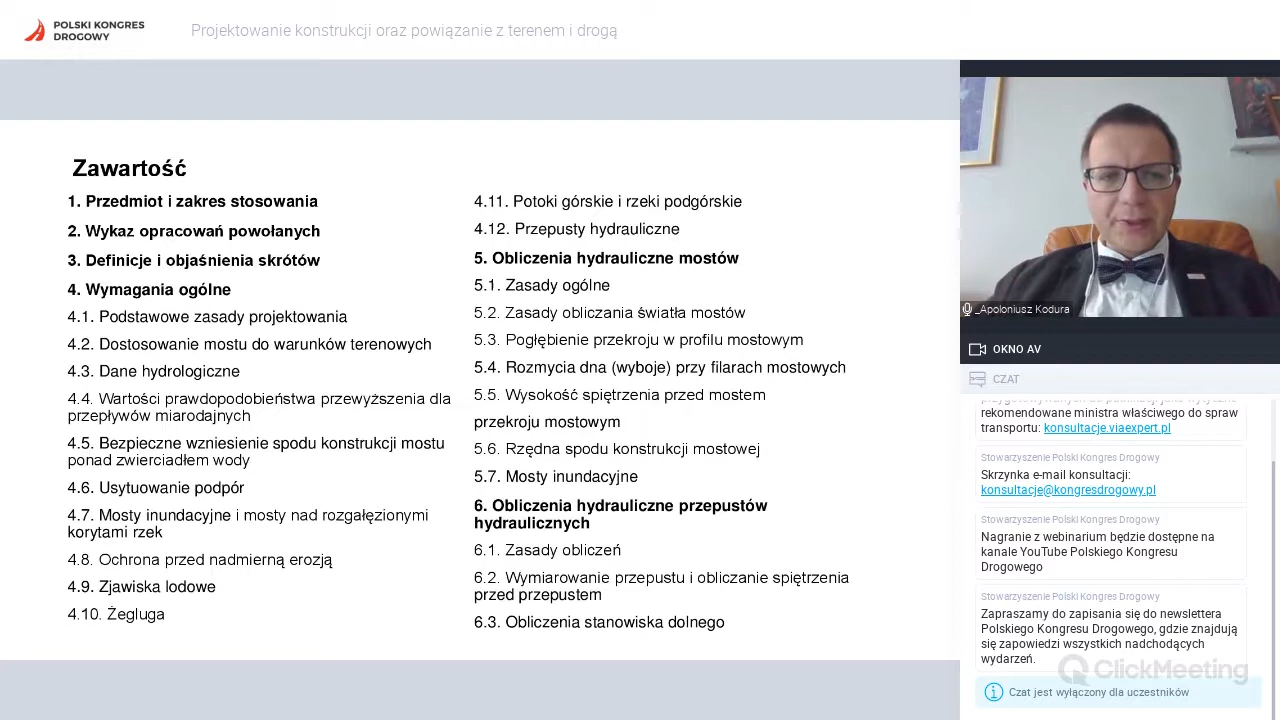 POLSKI KONGRES
DROGOWY
Projektowanie konstrukcji oraz powiązanie z terenem i drogą
Zawartość
1. Przedmiot i zakres stosowania
2. Wykaz opracowań powołanych
3. Definicje i objaśnienia skrótów
4. Wymagania ogólne
4.1. Podstawowe zasady projektowania
4.2. Dostosowanie mostu do warunków terenowych
4.3. Dane hydrologiczne
4.4. Wartości prawdopodobieństwa przewyższenia dla
przepływów miarodajnych
4.5. Bezpieczne wzniesienie spodu konstrukcji mostu
ponad zwierciadłem wody
4.6. Usytuowanie podpór
4.7. Mosty inundacyjne i mosty nad rozgałęzionymi
korytami rzek
4.8. Ochrona przed nadmierną erozją
4.9. Zjawiska lodowe
4.10. Żegluga
4.11. Potoki górskie i rzeki podgórskie
4.12. Przepusty hydrauliczne
5. Obliczenia hydrauliczne mostów
5.1. Zasady ogólne
5.2. Zasady obliczania światła mostów
5.3. Pogłębienie przekroju w profilu mostowym
5.4. Rozmycia dna (wyboje) przy filarach mostowych
5.5. Wysokość spiętrzenia przed mostem
przekroju mostowym
5.6. Rzędna spodu konstrukcji mostowej
5.7. Mosty inundacyjne
6. Obliczenia hydrauliczne przepustów
hydraulicznych
6.1. Zasady obliczeń
6.2. Wymiarowanie przepustu i obliczanie spiętrzenia
przed przepustem
6.3. Obliczenia stanowiska dolnego
_Apoloniusz Kodura
OKNO AV
CZAT
rekomendowane ministra właściwego do spraw
transportu: konsultacje.viaexpert.pl
Stowarzyszenie Polski Kongres Drogowy
Skrzynka e-mail konsultacji:
konsultacje@kongresdrogowy.pl
Stowarzyszenie Polski Kongres Drogowy
Nagranie z webinarium będzie dostępne na
kanale YouTube Polskiego Kongresu
Drogowego
Stowarzyszenie Polski Kongres Drogowy
Zapraszamy do zapisania się do newslettera
Polskiego Kongresu Drogowego, gdzie znajdują
się zapowiedzi wszystkich nadchodzących
wydarzeń.
ClickMeeting
Czat jest wyłączony dla uczestników